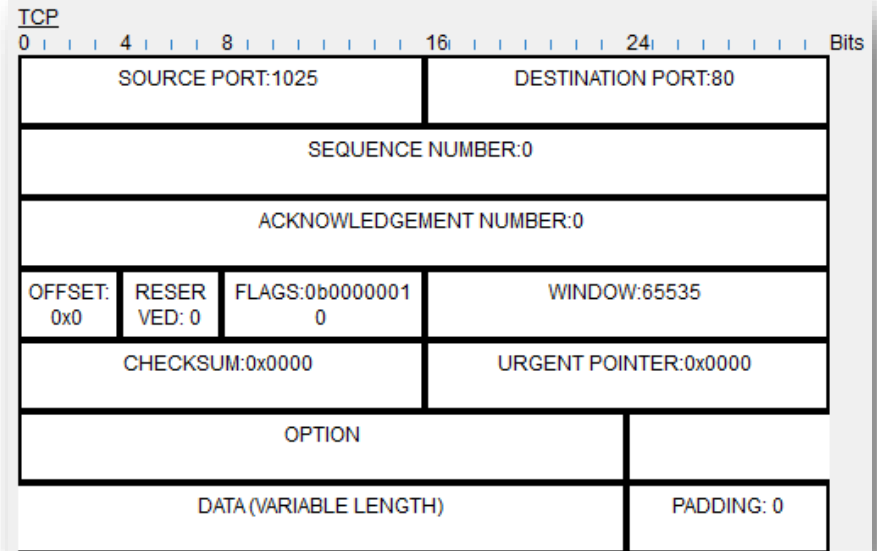 TCP
0 4 8 16 24 Bits
SOURCE PORT:1025 DESTINATION PORT:80
SEQUENCE NUMBER:0
ACKNOWLEDGEMENT NUMBER:0
OFFSET: RESER FLAGS:0b0000001 WINDOW:65535
0x0 VED: 0 0
CHECKSUM:0x0000 URGENT POINTER:0x0000
OPTION
DATA (VARIABLE LENGTH) PADDING: 0